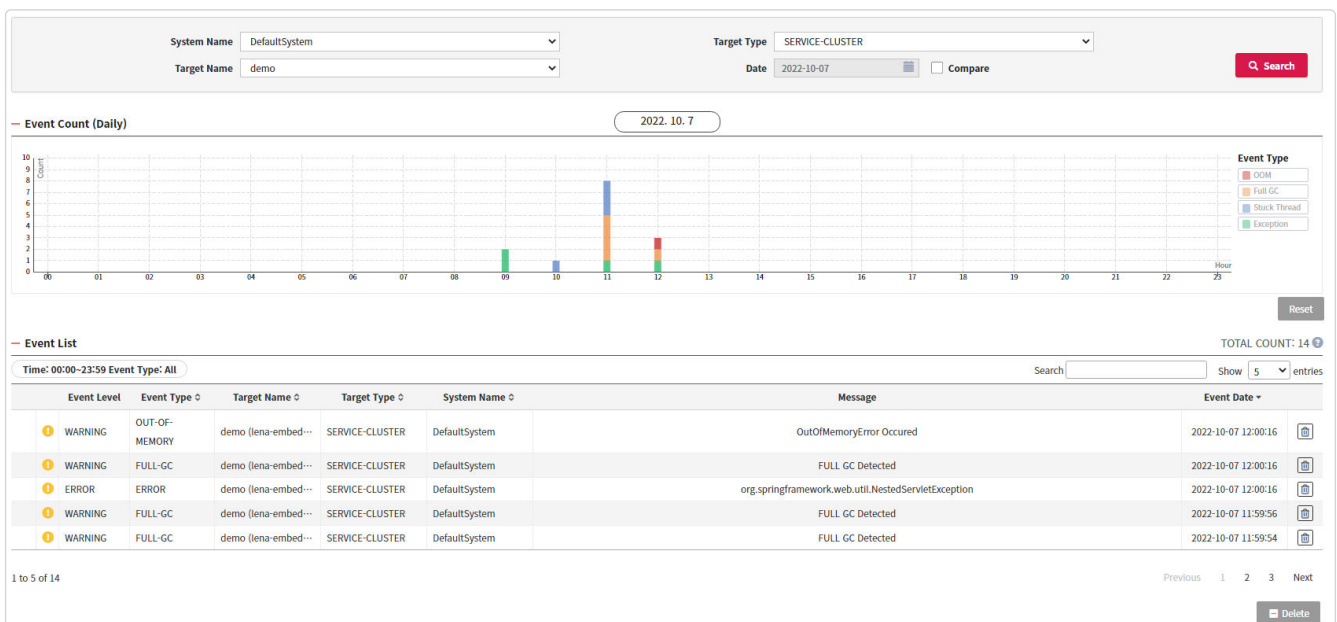 System Name DefaultSystem Target Type SERVICE-CLUSTER
Target Name demo Date 2022-10-07 Compare Search
Event Count (Daily) 2022. 10. 7
Count
10
9
8
7
6
5
4
3
2
1
0
00 01 02 03 04 05 06 07 08 09 10 11 12 13 14 15 16 17 18 19 20 21 22 23
Hour
Event Type
OOM
Full GC
Stuck Thread
Exception
Reset
Event List TOTAL COUNT: 14 ?
Time: 00:00~23:59 Event Type: All Search Show 5 entries
Event Level Event Type Target Name Target Type System Name Message Event Date
WARNING OUT-OF-MEMORY demo (lena-embed··· SERVICE-CLUSTER DefaultSystem OutOfMemoryError Occured 2022-10-07 12:00:16
WARNING FULL-GC demo (lena-embed··· SERVICE-CLUSTER DefaultSystem FULL GC Detected 2022-10-07 12:00:16
ERROR ERROR demo (lena-embed··· SERVICE-CLUSTER DefaultSystem org.springframework.web.util.NestedServletException 2022-10-07 12:00:16
WARNING FULL-GC demo (lena-embed··· SERVICE-CLUSTER DefaultSystem FULL GC Detected 2022-10-07 11:59:56
WARNING FULL-GC demo (lena-embed··· SERVICE-CLUSTER DefaultSystem FULL GC Detected 2022-10-07 11:59:54
1 to 5 of 14 Previous 1 2 3 Next
Delete